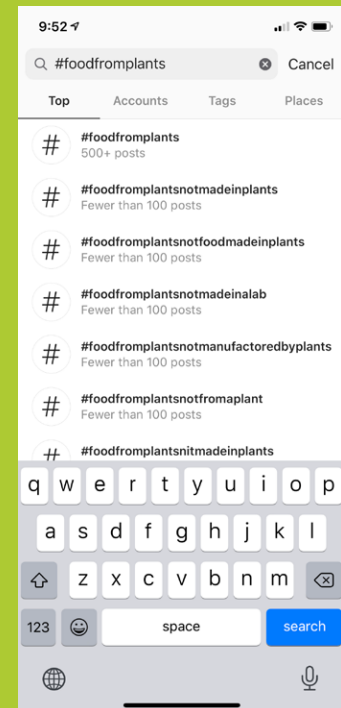 9:52
#foodfromplants
Cancel
Top Accounts Tags Places
# #foodfromplants
500+ posts
# #foodfromplantsnotmadeinplants
Fewer than 100 posts
# #foodfromplantsnotfoodmadeinplants
Fewer than 100 posts
# #foodfromplantsnotmadeinalab
Fewer than 100 posts
# #foodfromplantsnotmanufactoredbyplants
Fewer than 100 posts
# #foodfromplantsnotfromaplant
Fewer than 100 posts
# #foodfromplantsnitmadeinplants
q w e r t y u i o p
a s d f g h j k l
z x c v b n m
123 space search